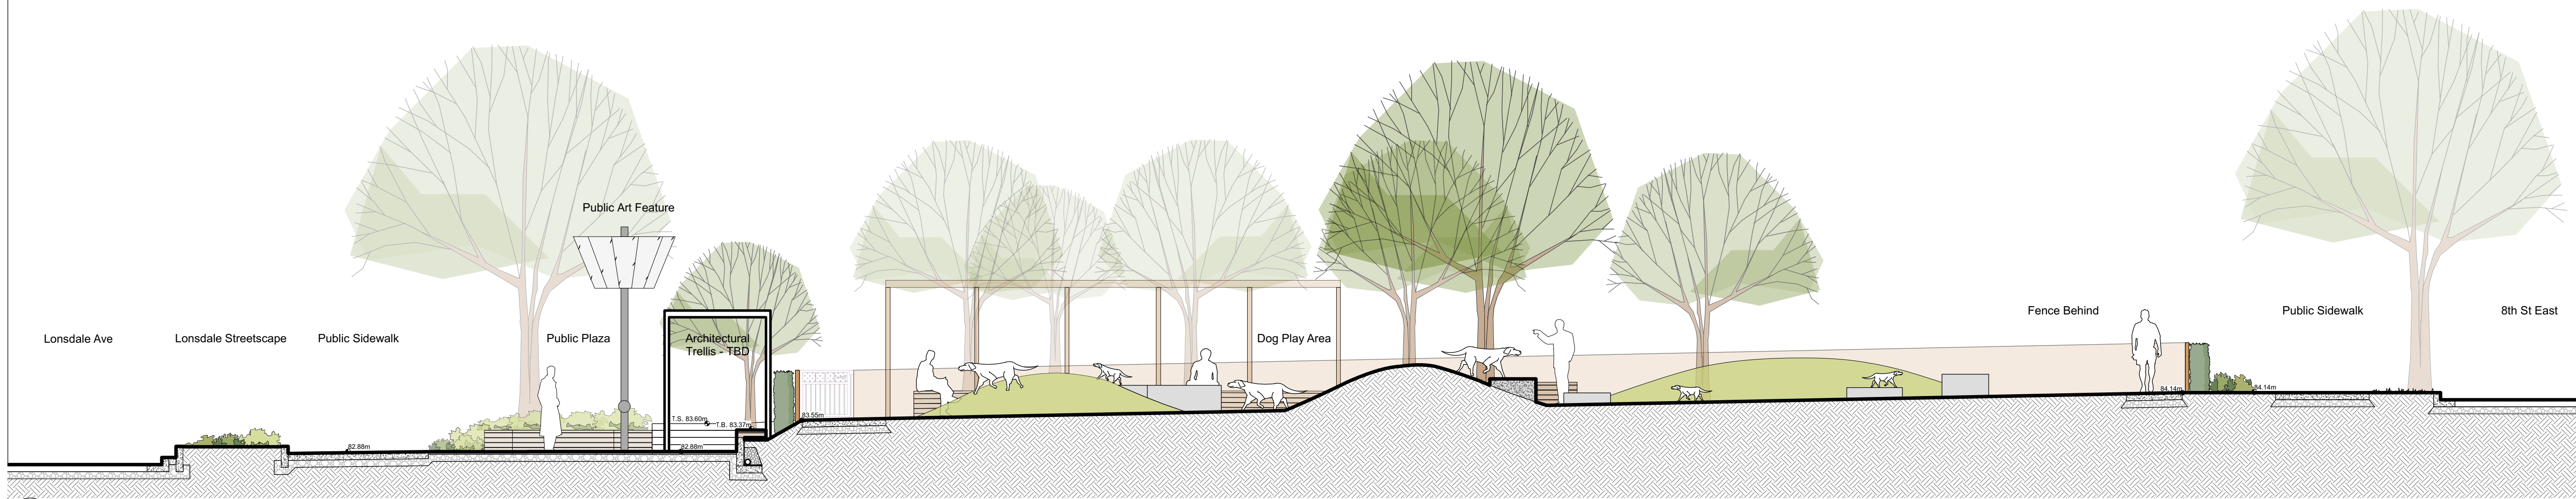 Public Art Feature
Lonsdale Ave
Lonsdale Streetscape
Public Sidewalk
Public Plaza
Architectural
Trellis - TBD
Dog Play Area
Fence Behind
Public Sidewalk
8th St East
82.88m
T.S. 83.60m
T.B. 83.37m
82.88m
83.55m
84.14m
84.14m